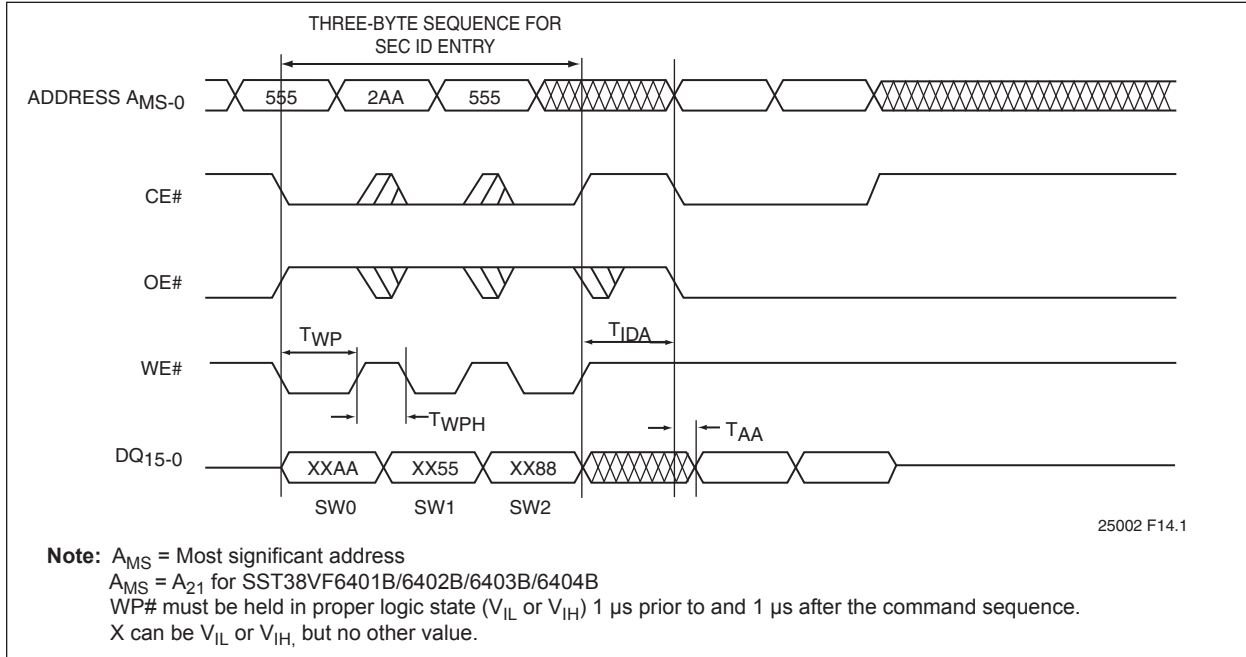 THREE-BYTE SEQUENCE FOR
SEC ID ENTRY
ADDRESS AMS-0
555
2AA
555
CE#
OE#
TWP
TIDA
WE#
TWPH
TAA
DQ15-0
XXAA
XX55
XX88
SW0
SW1
SW2
25002 F14.1
Note: AMS = Most significant address
AMS = A21 for SST38VF6401B/6402B/6403B/6404B
WP# must be held in proper logic state (VIL or VIH) 1 µs prior to and 1 µs after the command sequence.
X can be VIL or VIH, but no other value.